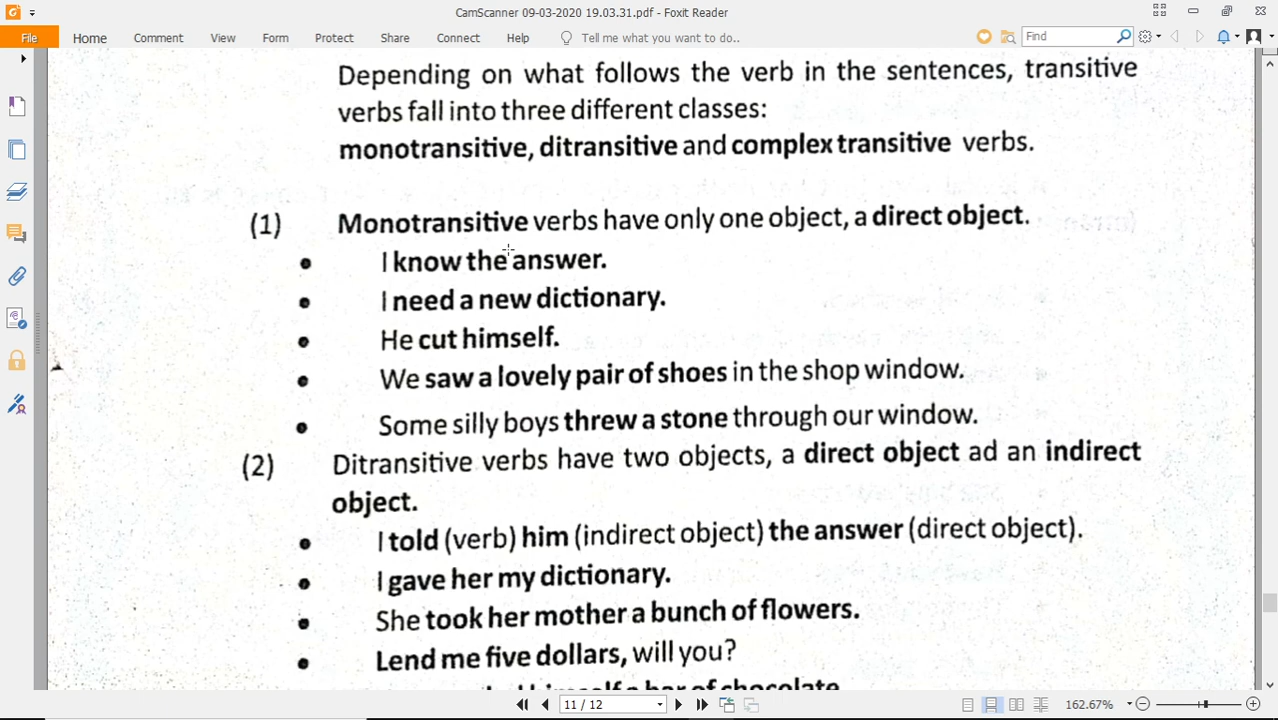 CamScanner 09-03-2020 19.03.31.pdf - Foxit Reader
File Home Comment View Form Protect Share Connect Help Tell me what you want to do.. Find
Depending on what follows the verb in the sentences, transitive
verbs fall into three different classes:
monotransitive, ditransitive and complex transitive verbs.
(1) Monotransitive verbs have only one object, a direct object.
• I know the answer.
• I need a new dictionary.
• He cut himself.
• We saw a lovely pair of shoes in the shop window.
• Some silly boys threw a stone through our window.
(2) Ditransitive verbs have two objects, a direct object ad an indirect
object.
• I told (verb) him (indirect object) the answer (direct object).
• I gave her my dictionary.
• She took her mother a bunch of flowers.
• Lend me five dollars, will you?
himself a bar of chocolate
11 / 12 162.67%